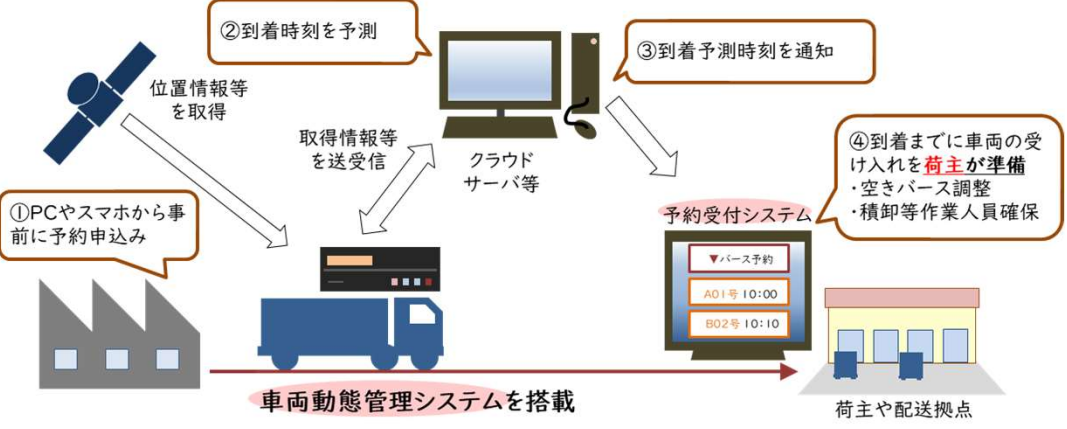 ②到着時刻を予測
③到着予測時刻を通知
位置情報等
を取得
取得情報等
を送受信
クラウド
サーバ等
④到着までに車両の受
け入れを荷主が準備
・空きバース調整
・積卸等作業人員確保
①PCやスマホから事
前に予約申込み
予約受付システム
▼バース予約
A01号 10:00
B02号 10:10
車両動態管理システムを搭載
荷主や配送拠点